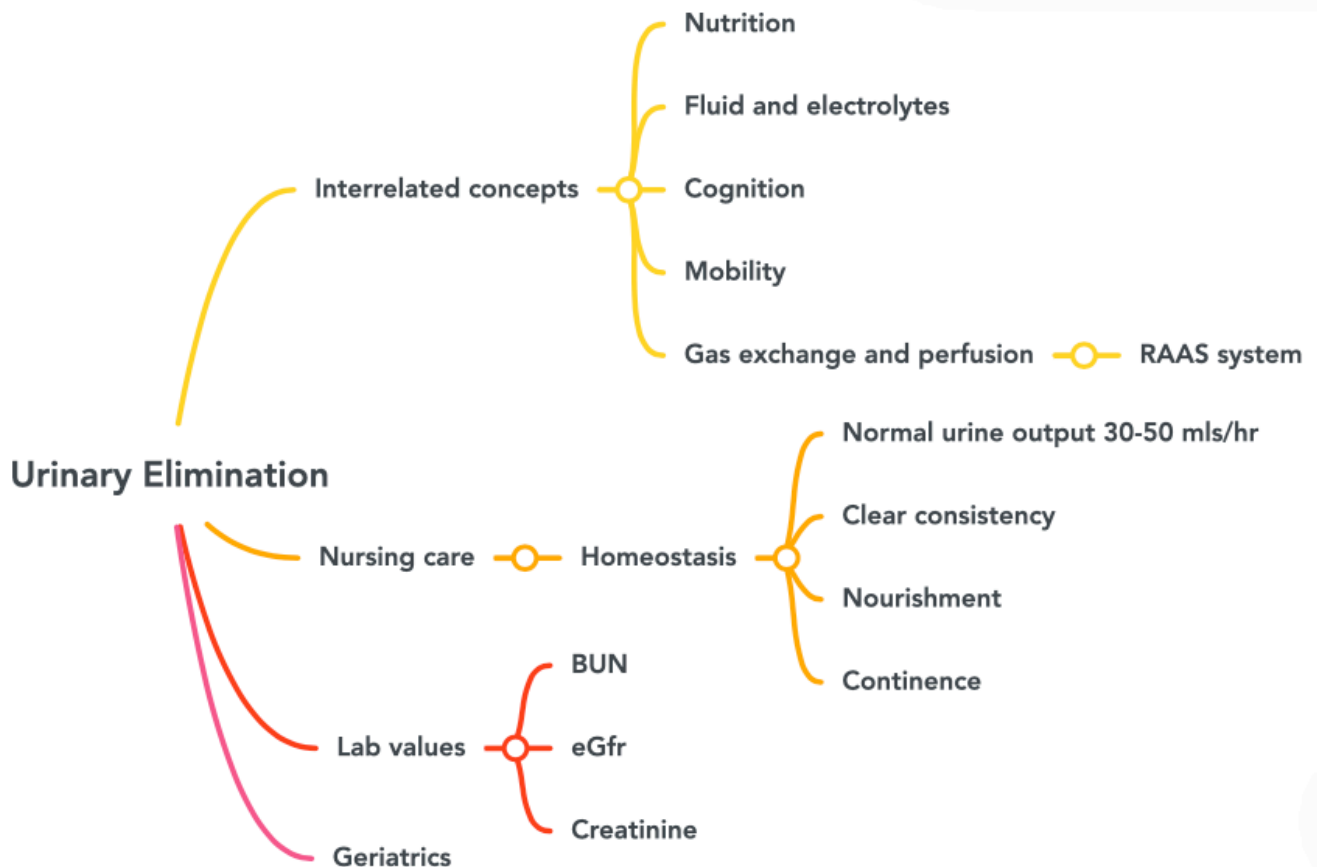 Urinary Elimination
Interrelated concepts
Nutrition
Fluid and electrolytes
Cognition
Mobility
Gas exchange and perfusion
RAAS system
Nursing care
Homeostasis
Normal urine output 30-50 mls/hr
Clear consistency
Nourishment
Continence
Lab values
BUN
eGfr
Creatinine
Geriatrics